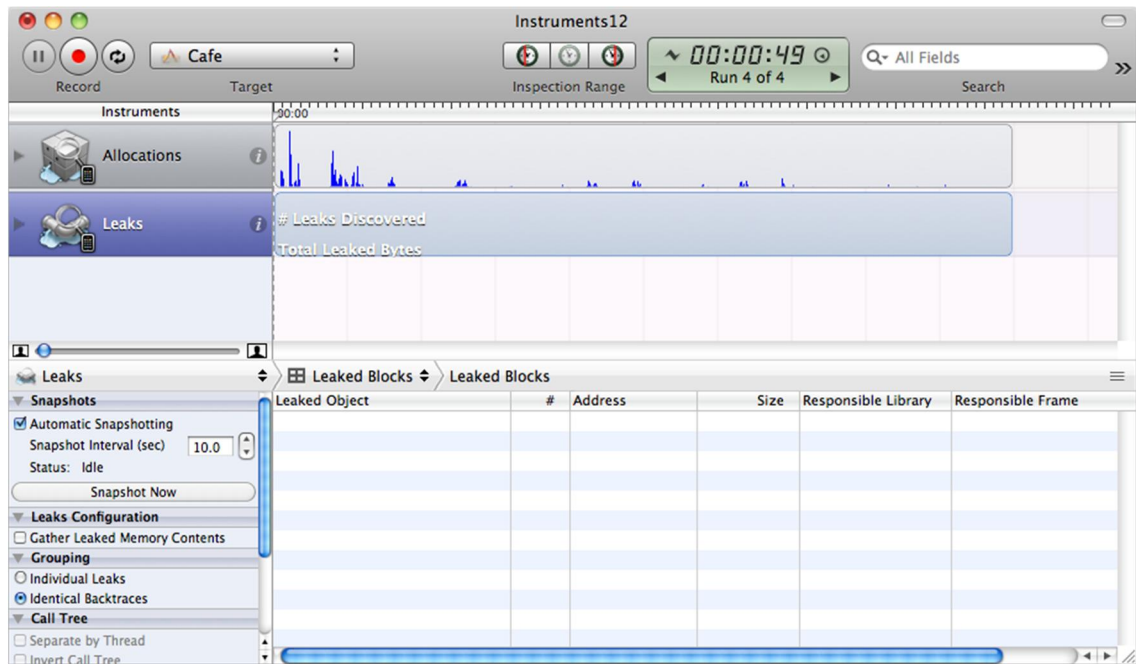 Instruments12
Cafe
00:00:49
Run 4 of 4
All Fields
Record
Target
Inspection Range
Search
Instruments
00:00
Allocations
Leaks
# Leaks Discovered
Total Leaked Bytes
Leaks
Leaked Blocks
Leaked Blocks
Snapshots
Leaked Object # Address Size Responsible Library Responsible Frame
Automatic Snapshotting
Snapshot Interval (sec) 10.0
Status: Idle
Snapshot Now
Leaks Configuration
Gather Leaked Memory Contents
Grouping
Individual Leaks
Identical Backtraces
Call Tree
Separate by Thread
Invert Call Tree